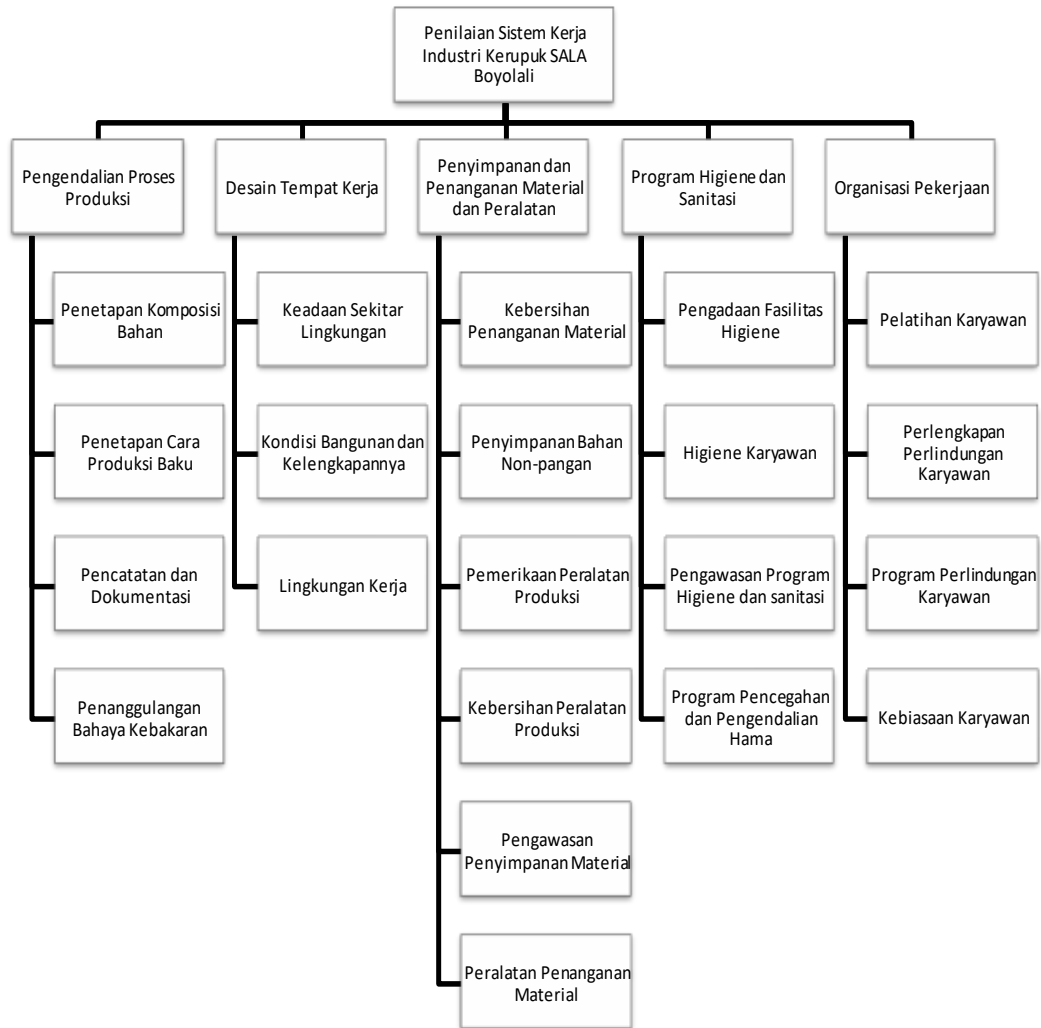 Penilaian Sistem Kerja
Industri Kerupuk SALA
Boyolali
Pengendalian Proses
Produksi
Desain Tempat Kerja
Penyimpanan dan
Penanganan Material
dan Peralatan
Program Higiene dan
Sanitasi
Organisasi Pekerjaan
Penetapan Komposisi
Bahan
Penetapan Cara
Produksi Baku
Pencatatan dan
Dokumentasi
Penanggulangan
Bahaya Kebakaran
Keadaan Sekitar
Lingkungan
Kondisi Bangunan dan
Kelengkapannya
Lingkungan Kerja
Kebersihan
Penanganan Material
Penyimpanan Bahan
Non-pangan
Pemerikaan Peralatan
Produksi
Kebersihan Peralatan
Produksi
Pengawasan
Penyimpanan Material
Peralatan Penanganan
Material
Pengadaan Fasilitas
Higiene
Higiene Karyawan
Pengawasan Program
Higiene dan sanitasi
Program Pencegahan
dan Pengendalian
Hama
Pelatihan Karyawan
Perlengkapan
Perlindungan
Karyawan
Program Perlindungan
Karyawan
Kebiasaan Karyawan